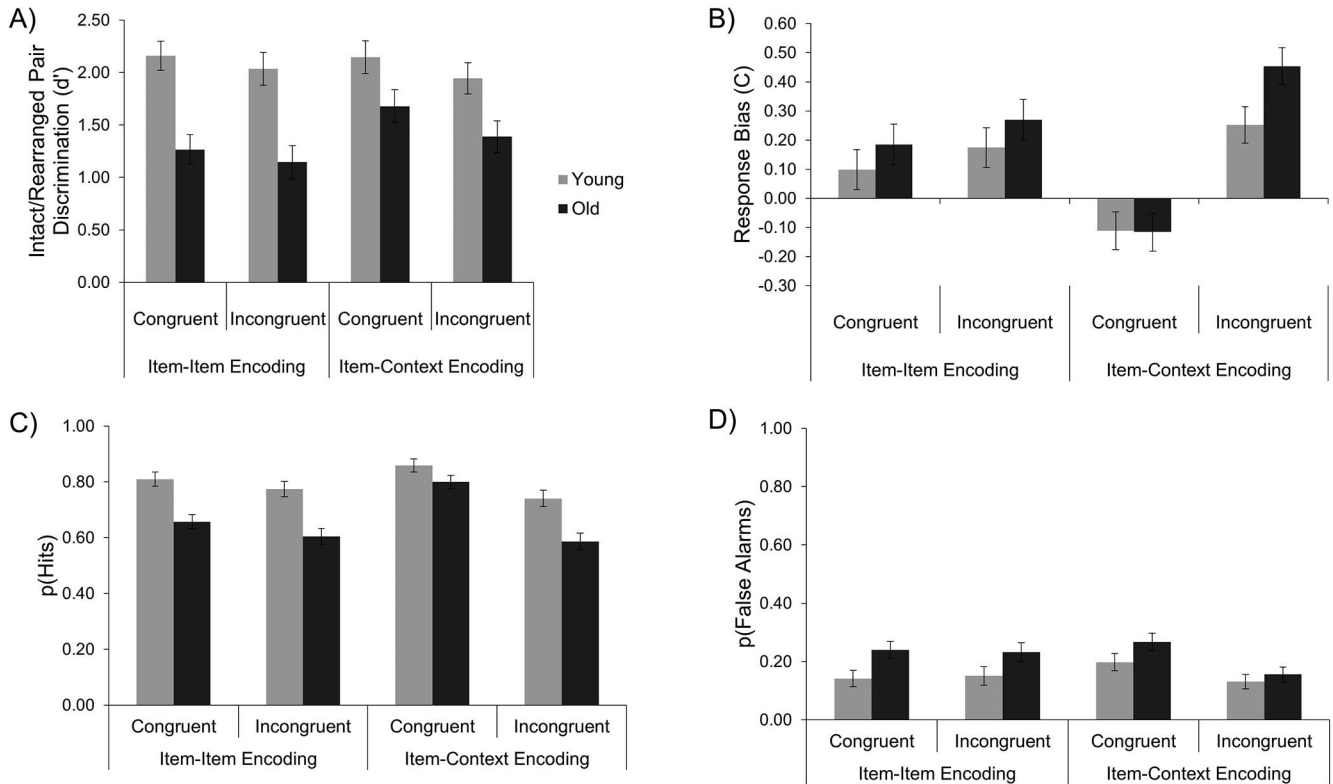 A)
Intact/Rearranged Pair
Discrimination (d')
2.50
2.00
1.50
1.00
0.50
0.00
Congruent Incongruent Congruent Incongruent
Item-Item Encoding Item-Context Encoding
Young
Old
B)
Response Bias (C)
0.60
0.50
0.40
0.30
0.20
0.10
0.00
-0.10
-0.20
-0.30
Congruent Incongruent Congruent Incongruent
Item-Item Encoding Item-Context Encoding
C)
p(Hits)
1.00
0.80
0.60
0.40
0.20
0.00
Congruent Incongruent Congruent Incongruent
Item-Item Encoding Item-Context Encoding
D)
p(False Alarms)
1.00
0.80
0.60
0.40
0.20
0.00
Congruent Incongruent Congruent Incongruent
Item-Item Encoding Item-Context Encoding